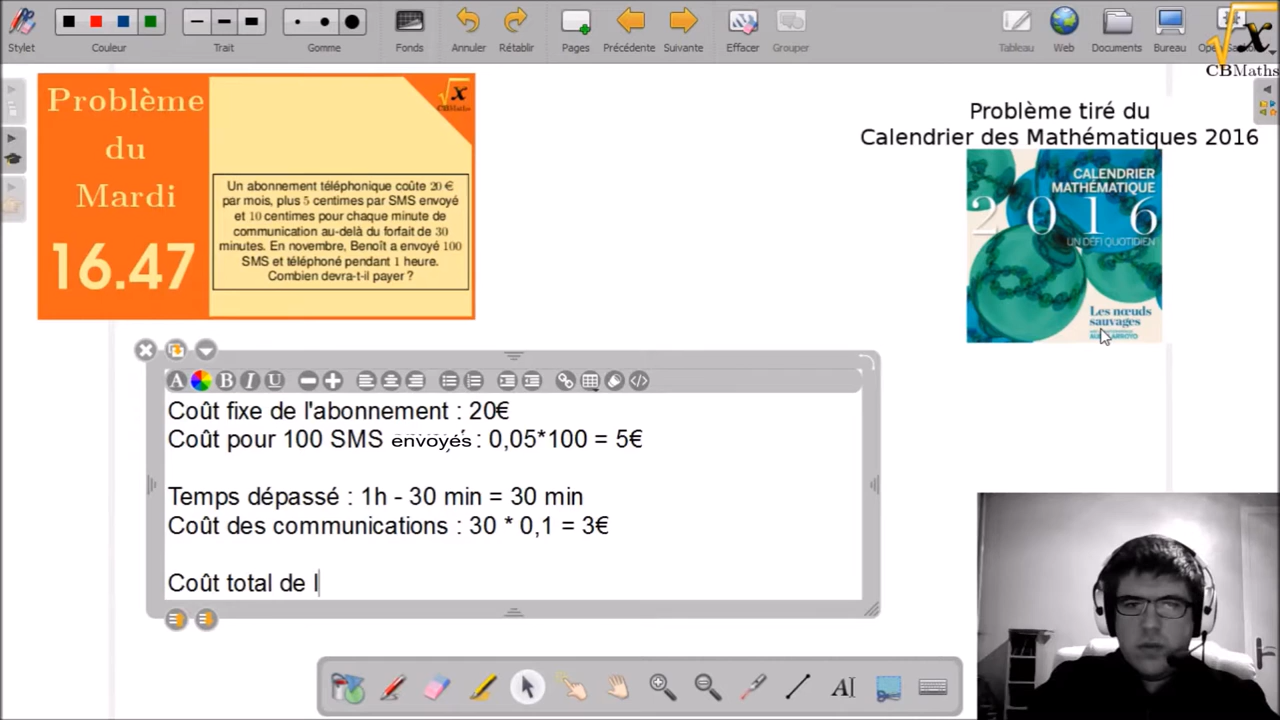 Stylet
Couleur
Trait
Gomme
Fonds
Annuler
Rétablir
Pages
Précédente
Suivante
Effacer
Grouper
Tableau
Web
Documents
Bureau
CBMaths
Problème
du
Mardi
16.47
CBMaths
Un abonnement téléphonique coûte 20 €
par mois, plus 5 centimes par SMS envoyé
et 10 centimes pour chaque minute de
communication au-delà du forfait de 30
minutes. En novembre, Benoît a envoyé 100
SMS et téléphoné pendant 1 heure.
Combien devra-t-il payer ?
Problème tiré du
Calendrier des Mathématiques 2016
CALENDRIER
MATHÉMATIQUE
2016
UN DÉFI QUOTIDIEN
Les nœuds
sauvages
Coût fixe de l'abonnement : 20€
Coût pour 100 SMS envoyés : 0,05*100 = 5€
Temps dépassé : 1h - 30 min = 30 min
Coût des communications : 30 * 0,1 = 3€
Coût total de l